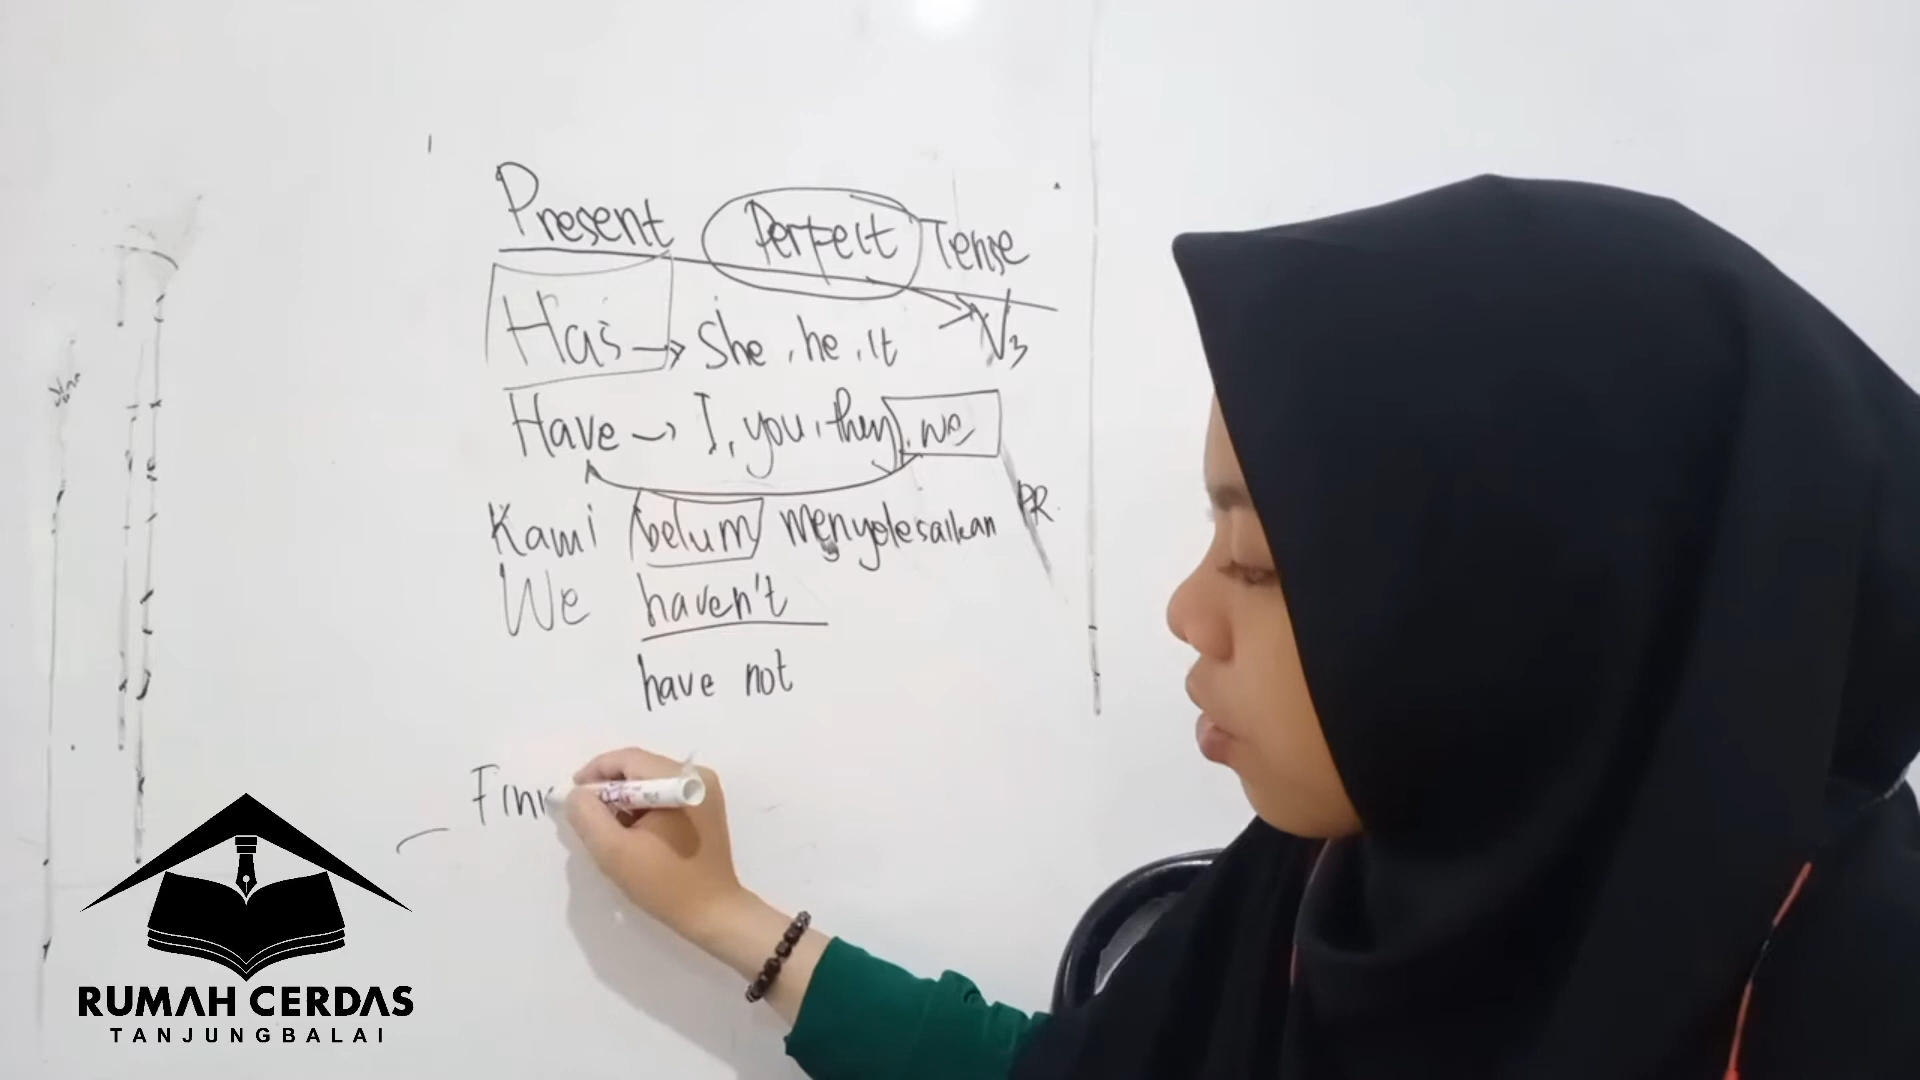 Present Perfect Tense
Has → She, he, it V3
Have → I, you, they, we
Kami belum menyelesaikan PR.
We haven't
have not
RUMAH CERDAS
TANJUNGBALAI